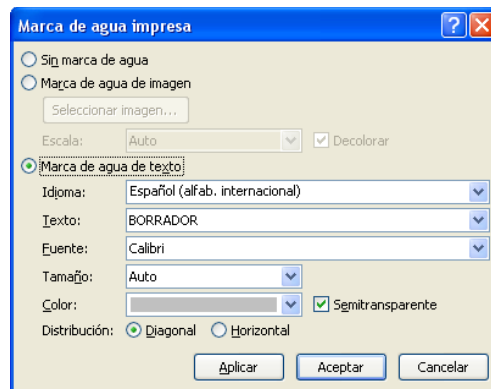 Marca de agua impresa
Sin marca de agua
Marca de agua de imagen
Seleccionar imagen...
Escala: Auto Decolorar
Marca de agua de texto
Idioma: Español (alfab. internacional)
Texto: BORRADOR
Fuente: Calibri
Tamaño: Auto
Color: Semitransparente
Distribución: Diagonal Horizontal
Aplicar Aceptar Cancelar